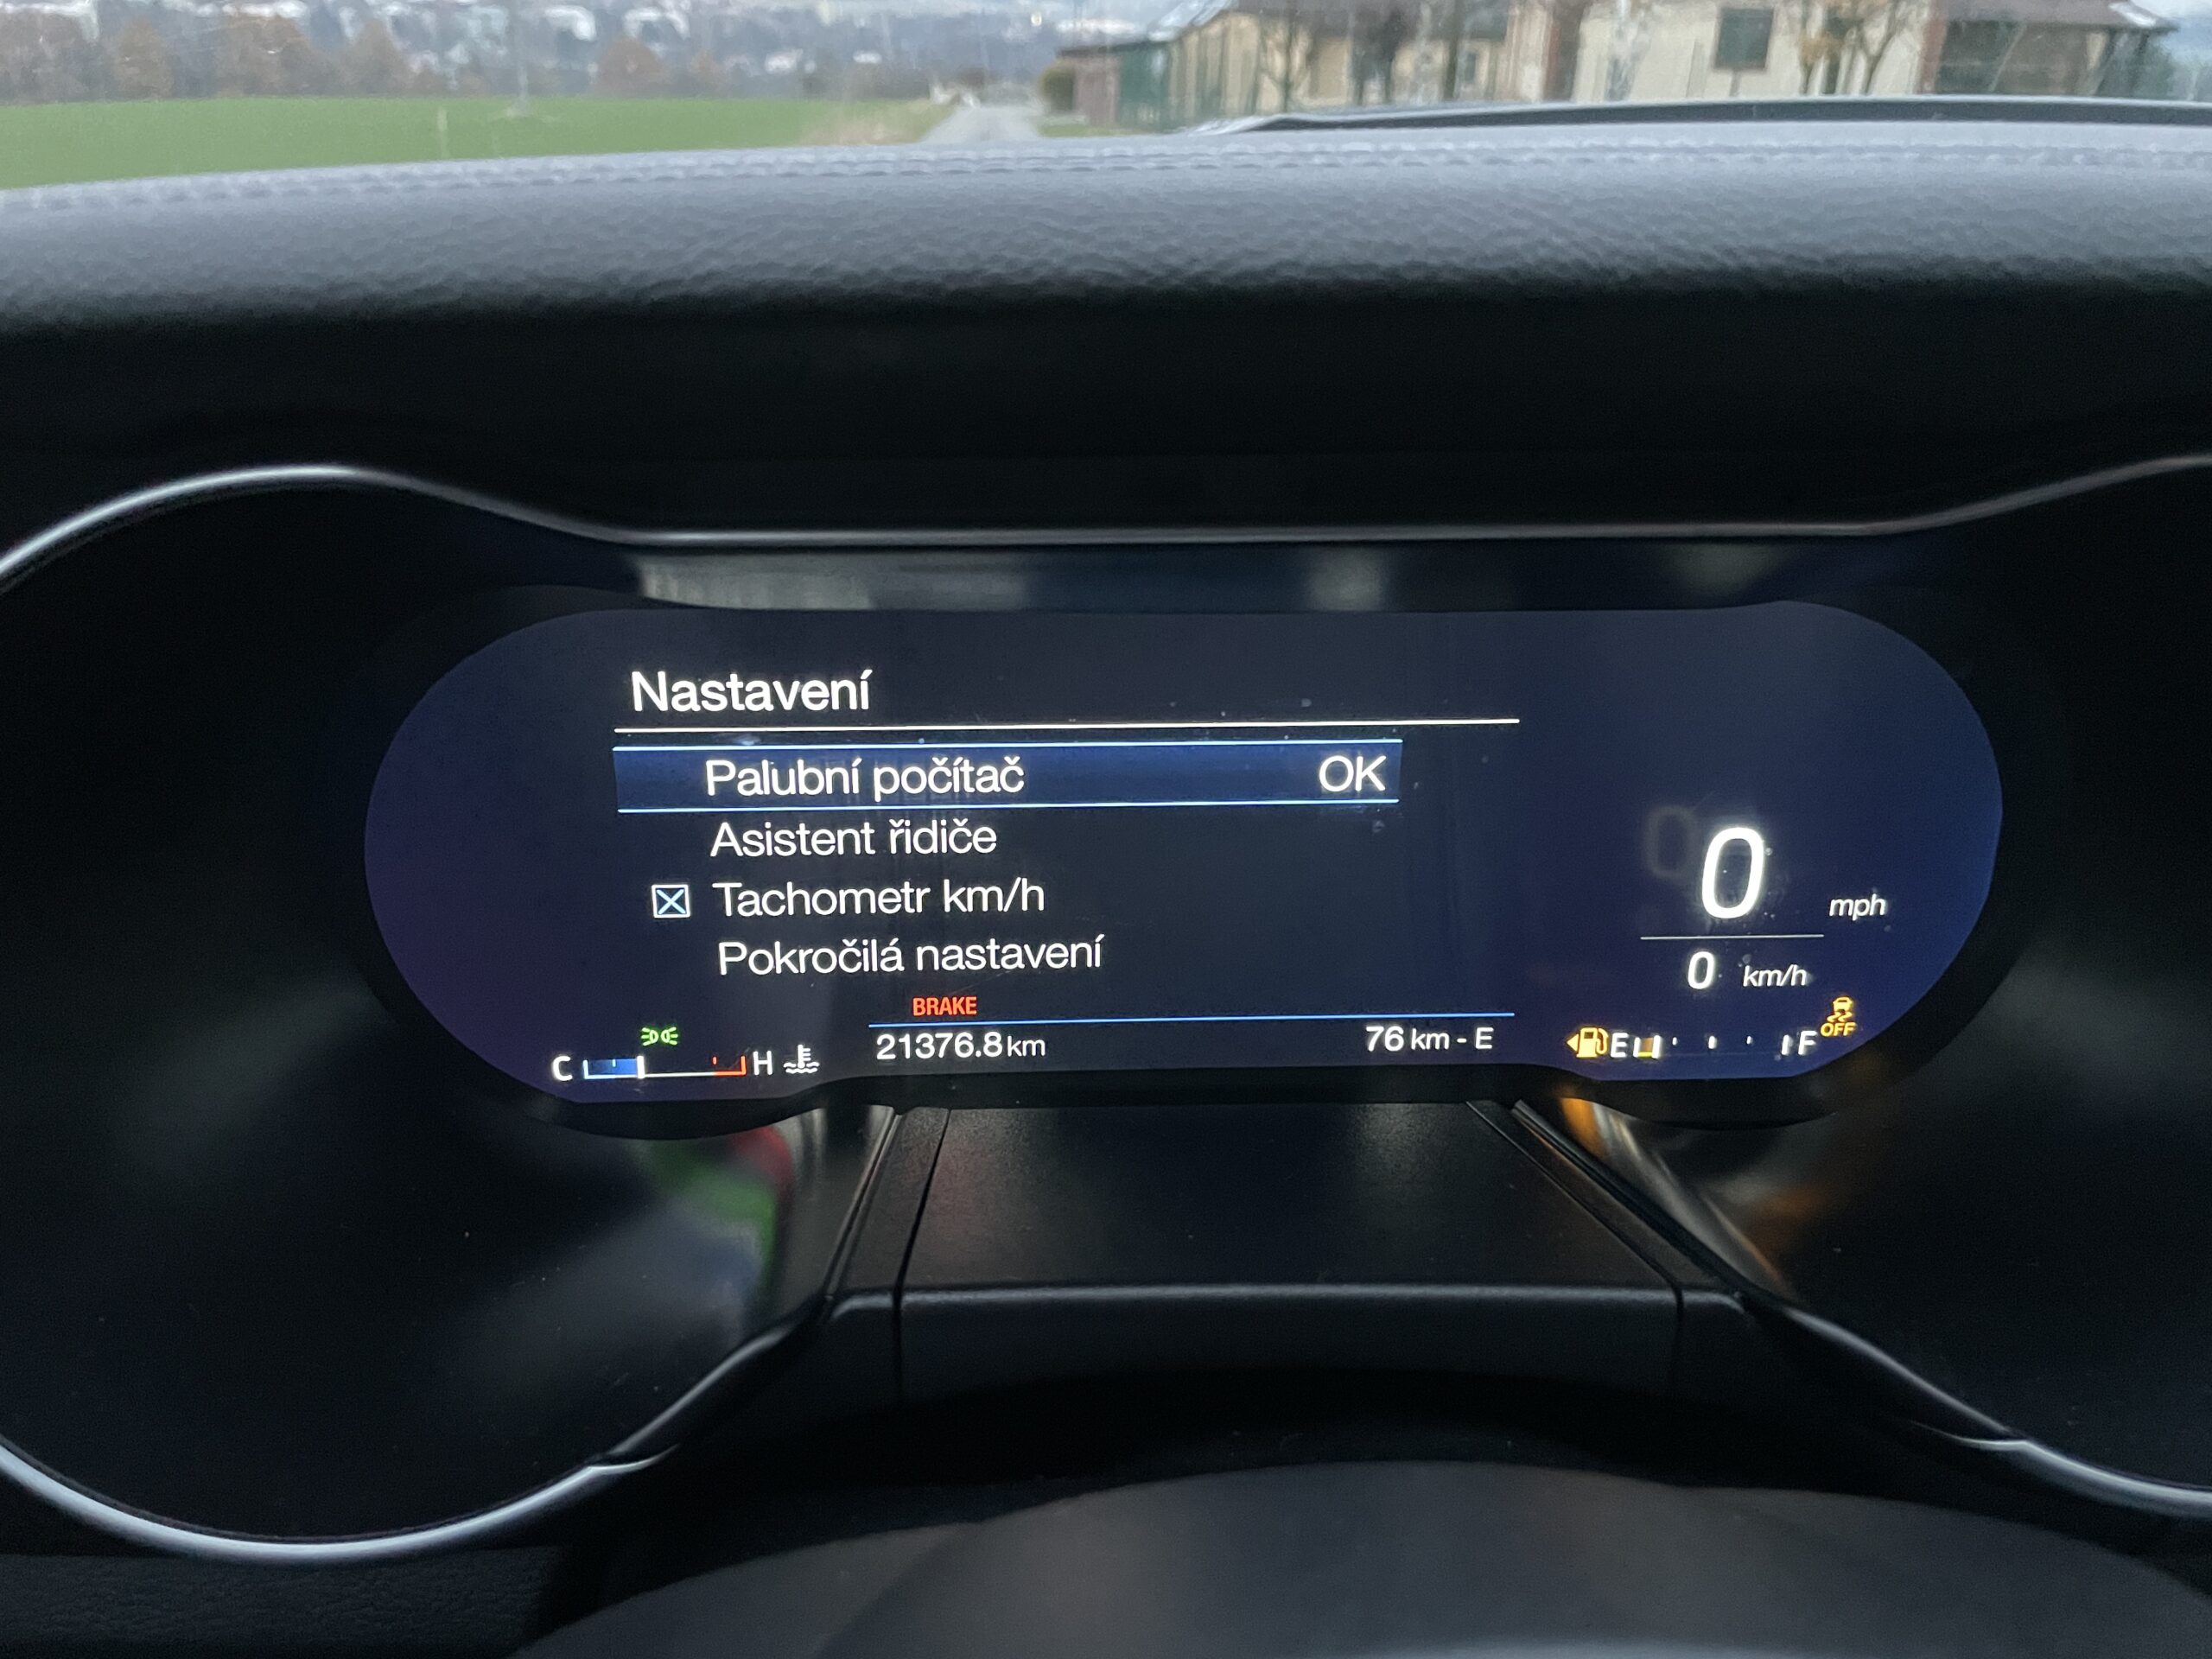 Nastavení
Palubní počítač OK
Asistent řidiče
Tachometr km/h
Pokročilá nastavení
0 mph
0 km/h
BRAKE
OFF
C H
21376.8 km
76 km - E
E F